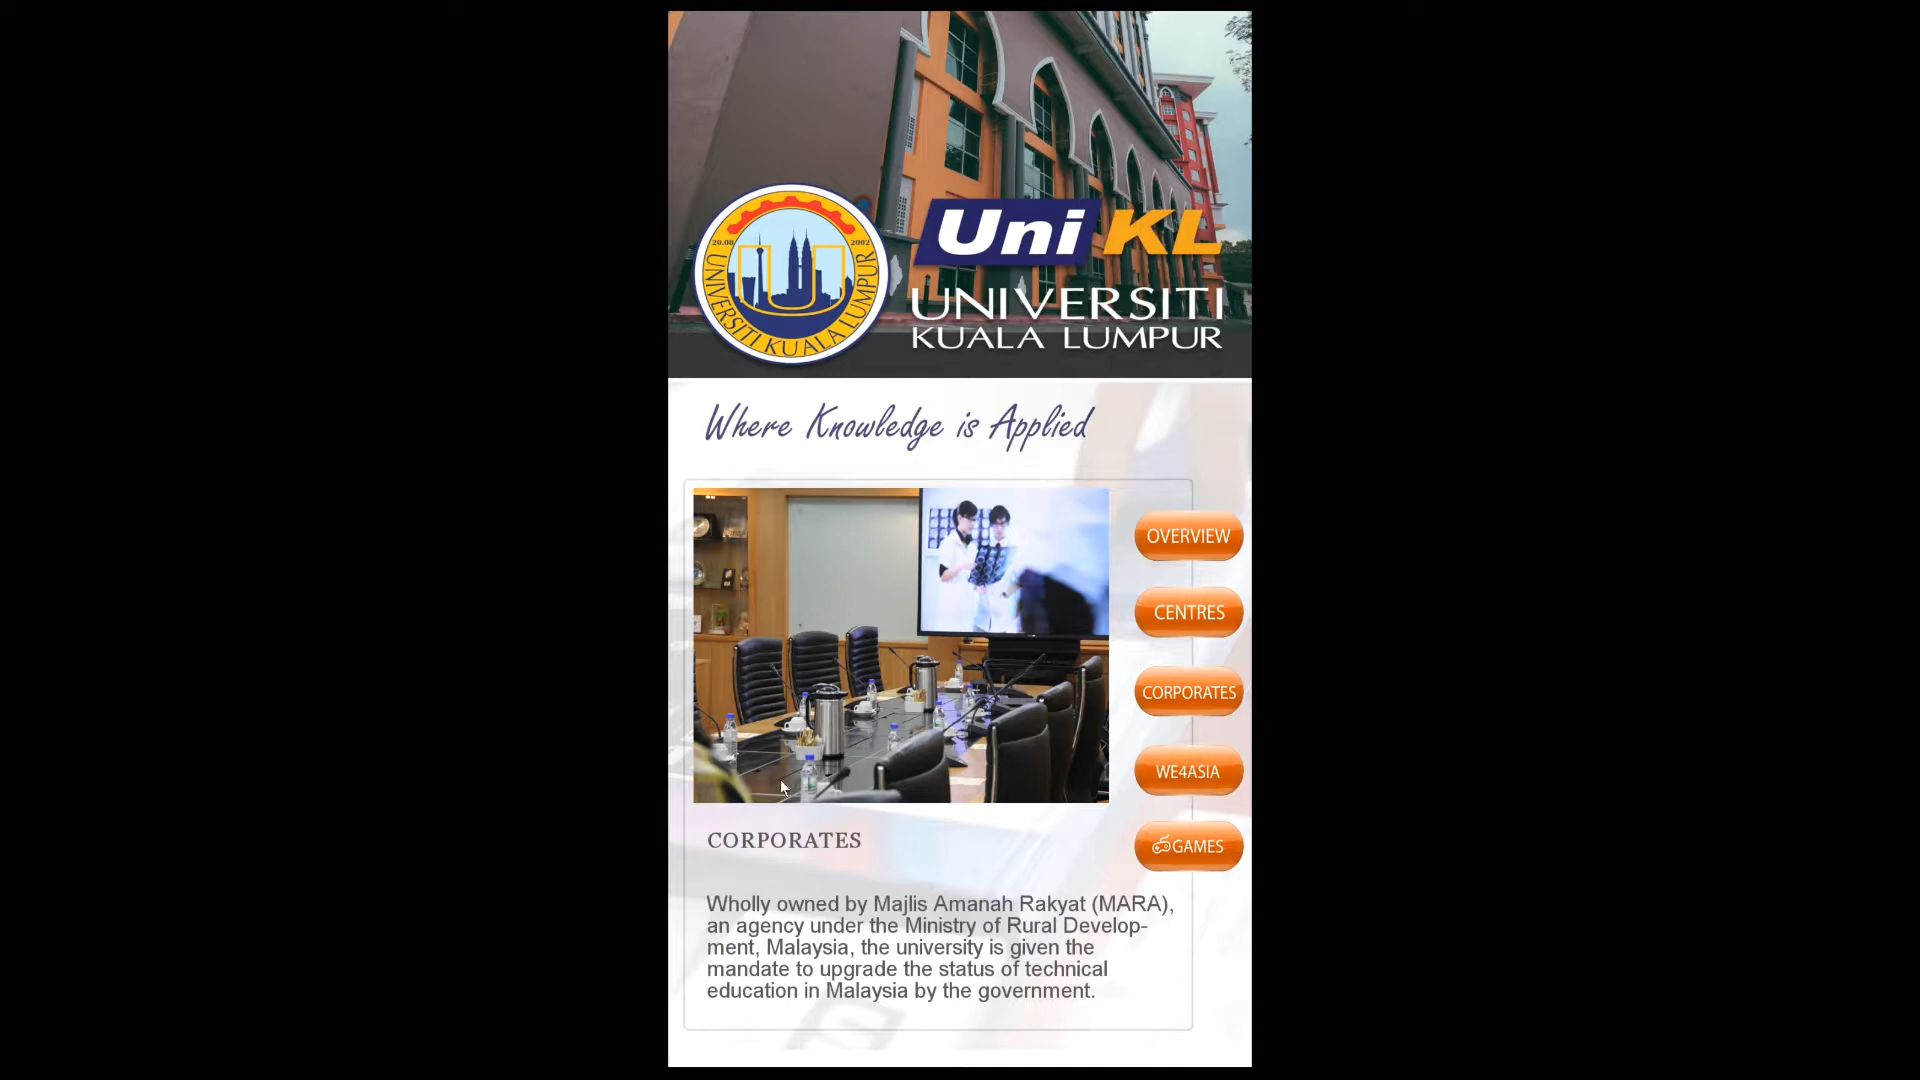 20.08 2002
UNIVERSITI KUALA LUMPUR
Uni KL
UNIVERSITI
KUALA LUMPUR
Where Knowledge is Applied
OVERVIEW
CENTRES
CORPORATES
WE4ASIA
GAMES
CORPORATES
Wholly owned by Majlis Amanah Rakyat (MARA),
an agency under the Ministry of Rural Develop-
ment, Malaysia, the university is given the
mandate to upgrade the status of technical
education in Malaysia by the government.